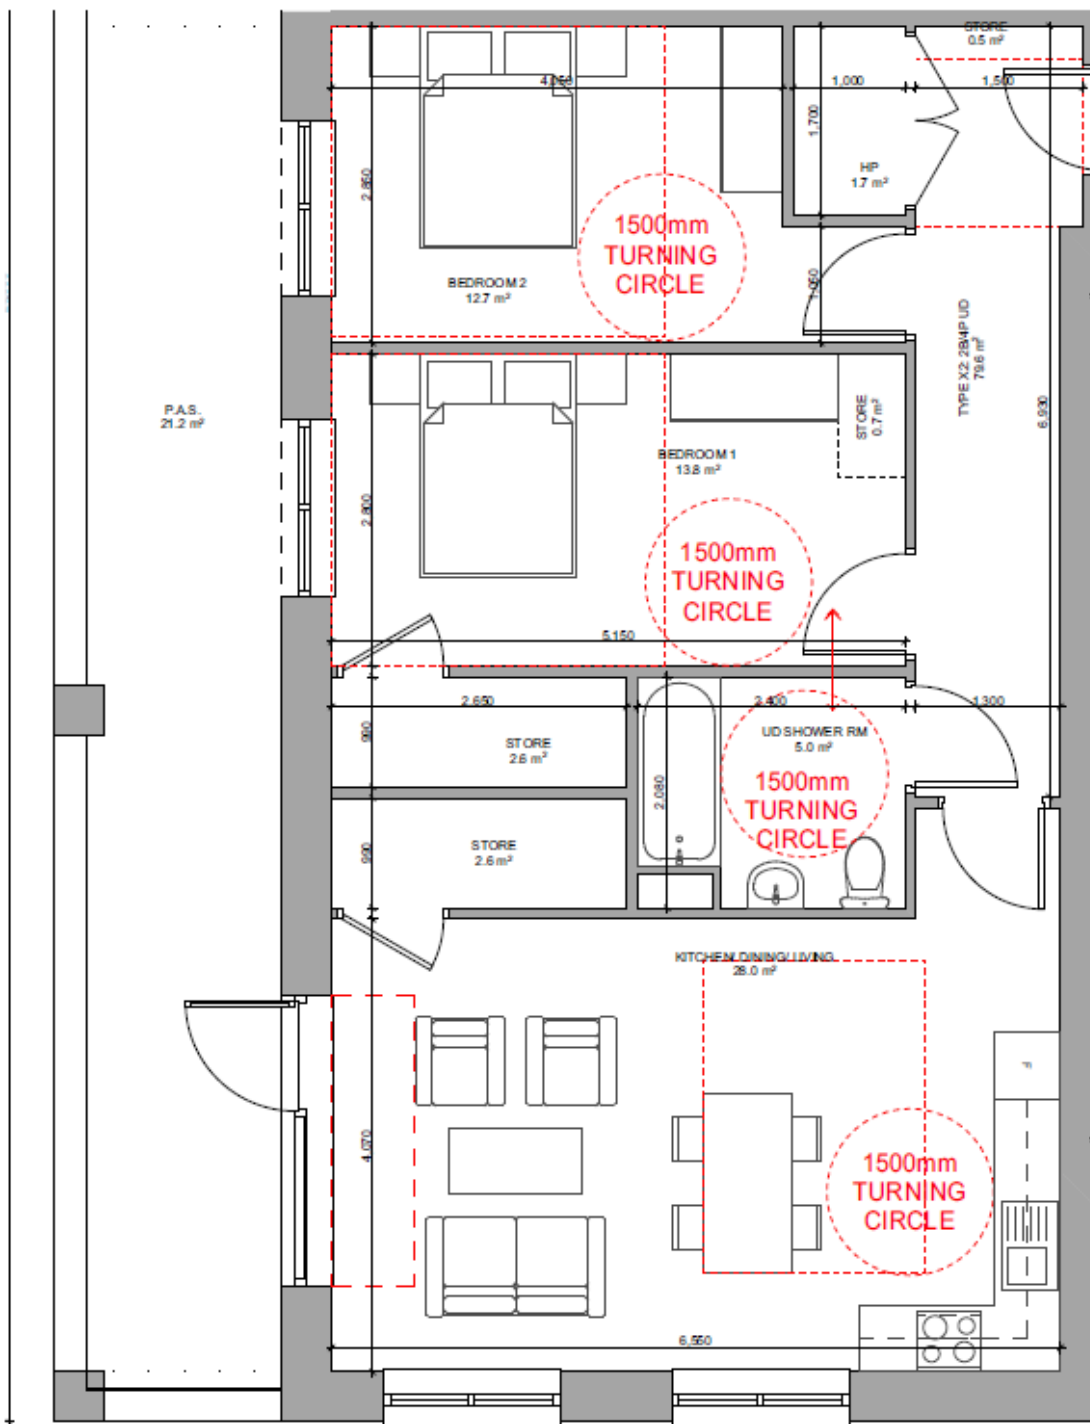 STORE
0.5 m²
4,050
1,000
1,500
1,700
HP
1.7 m²
2,850
1500mm
TURNING
CIRCLE
BEDROOM 2
12.7 m²
1,050
TYPE X2: 2B/4P UD
79.6 m²
P.A.S.
21.2 m²
STORE
0.7 m²
6,930
BEDROOM 1
13.8 m²
2,800
1500mm
TURNING
CIRCLE
5,150
2,650
2,400
1,300
990
STORE
2.6 m²
UD SHOWER RM
5.0 m²
1500mm
TURNING
CIRCLE
2,080
990
STORE
2.6 m²
KITCHEN/DINING/LIVING
28.0 m²
F
4,070
1500mm
TURNING
CIRCLE
6,550